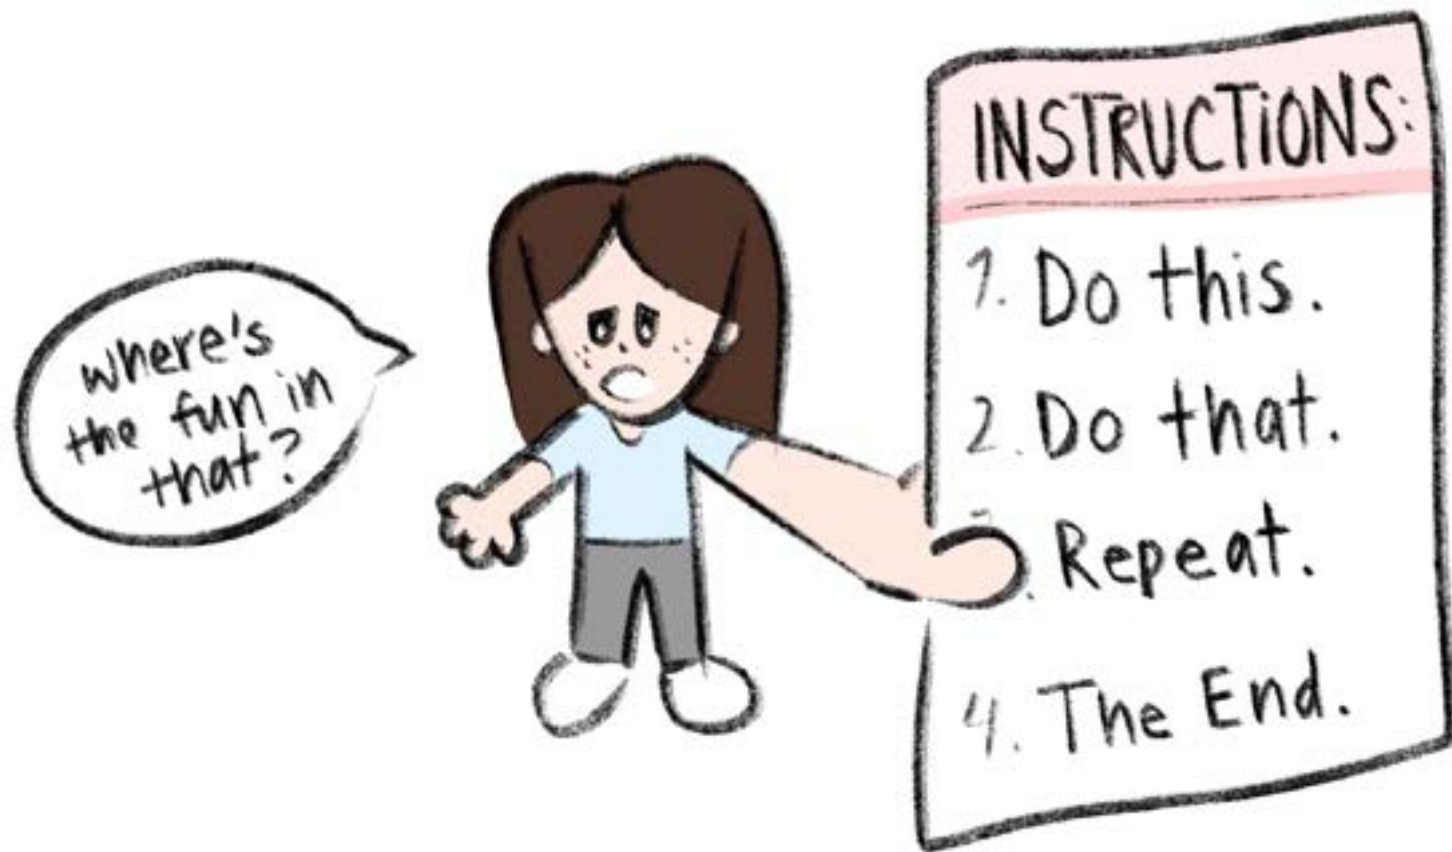 where's
the fun in
that?
INSTRUCTIONS:
1. Do this.
2. Do that.
. Repeat.
4. The End.